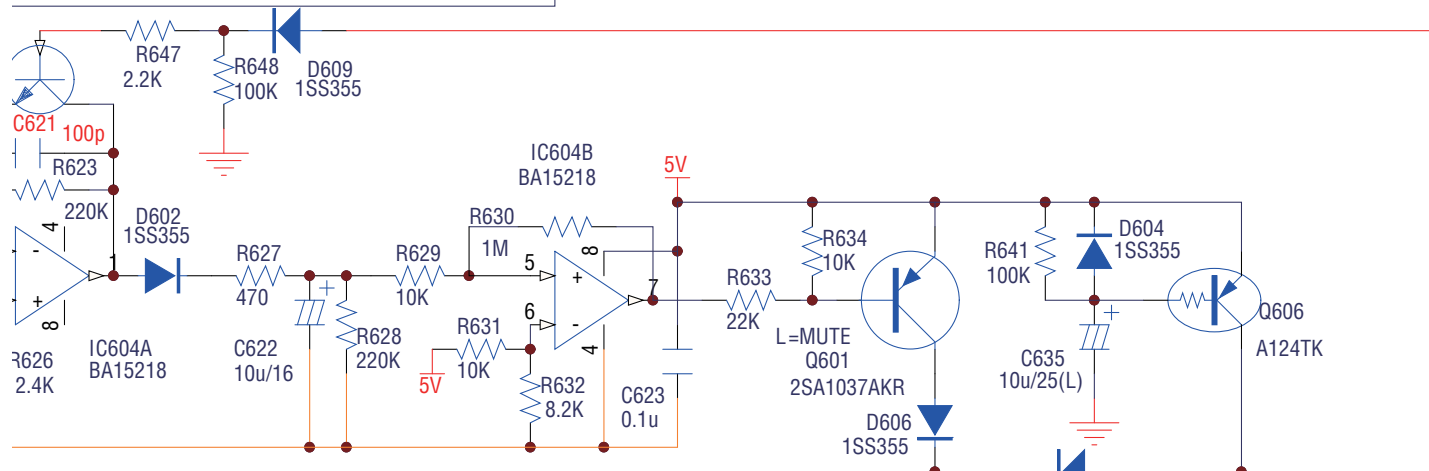 R647
2.2K
R648
100K
D609
1SS355
C621
100p
R623
220K
4
-
+
8
1
D602
1SS355
R627
470
IC604A
BA15218
2.4K
C622
10u/16
+
R628
220K
R629
10K
R630
1M
IC604B
BA15218
5
6
+
-
8
4
7
R631
10K
5V
R632
8.2K
5V
C623
0.1u
R633
22K
R634
10K
L=MUTE
Q601
2SA1037AKR
D606
1SS355
R641
100K
D604
1SS355
+
C635
10u/25(L)
Q606
A124TK